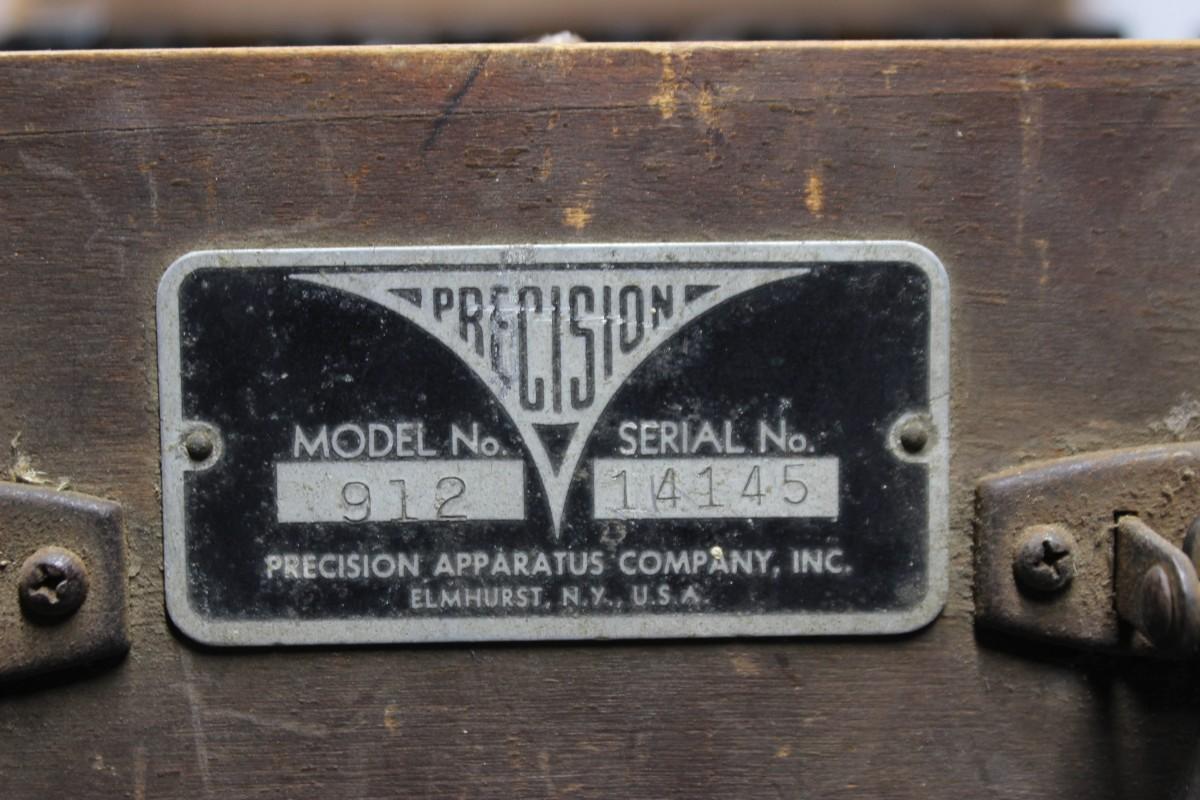 PRECISION
MODEL No. SERIAL No.
912 14145
PRECISION APPARATUS COMPANY, INC.
ELMHURST, N.Y., U.S.A.